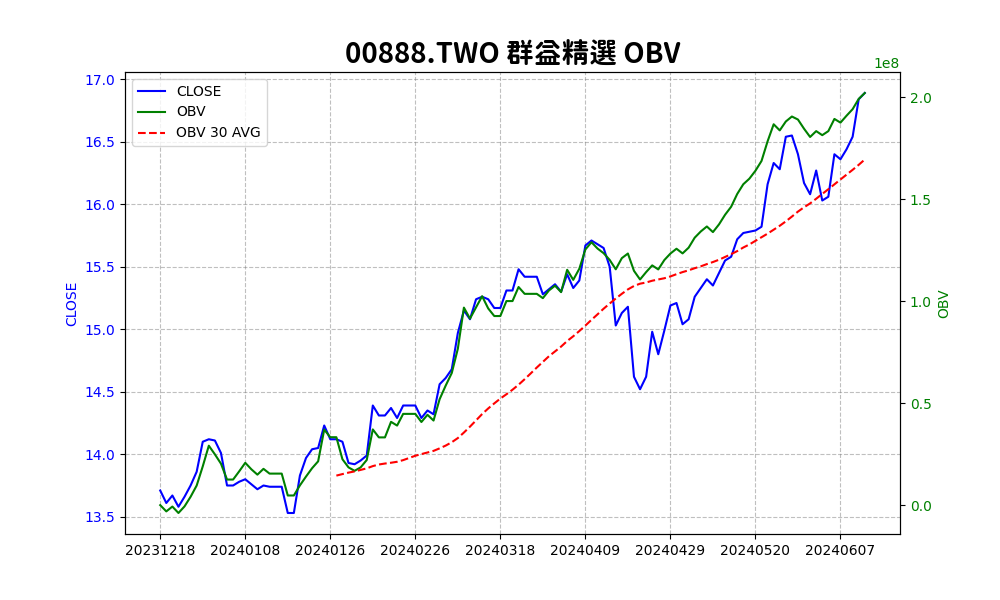 00888.TWO 群益精選 OBV
1e8
CLOSE
OBV
OBV 30 AVG
17.0
16.5
16.0
15.5
15.0
14.5
14.0
13.5
CLOSE
2.0
1.5
1.0
0.5
0.0
OBV
20231218 20240108 20240126 20240226 20240318 20240409 20240429 20240520 20240607